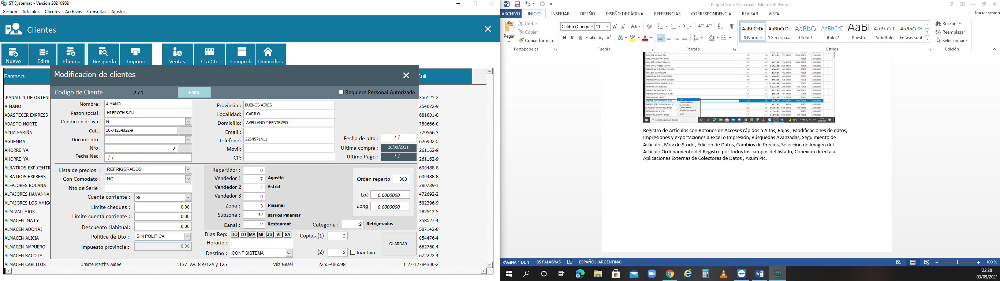 ST Systemas - Version 20210902
Gestion Articulos Clientes Archivos Consultas Ajustes
Clientes
Nuevo Edita Elimina Busqueda Imprime Ventas Cta Cte Comprob. Domicilios
Fantasia
Cuit
-
.PANAD. 1 DE OSTEND 356121-2
A MANO 254022-9
ABASTECER EXPRESS 681001-8
ABASTO NORTE 780666-0
ACUA FARIÑA 779566-3
AGUEMMA 626902-5
AHORRE YA 261162-9
AHORRE YA 261162-9
ALBATROS EXP.CENTR 690488-8
ALBATROS EXPRESS 690488-8
ALFAJORES BOCANA 380739-1
ALFAJORES HAVANNA 472692-2
ALFAJORES LOS AMIG 502396-9
ALM.VALLEJOS 282542-5
ALMACEN MATY 358527-4
ALMACEN ADONAI 587142-8
ALMACEN ALICIA 054476-4
ALMACEN AMPUERO 662760-4
ALMACEN BACOTA 672222-4
ALMACEN CARLITOS Uriarte Martha Aidee 1137 Av. 8 e/124 y 125 Villa Gesell 2255-406598 1 27-12784300-2
Modificacion de clientes
Codigo de Cliente 271 Edita Requiere Personal Autorizado
Nombre : A MANO
Razon social : HI BROTH S.R.L
Condicion de iva : RI
Cuit : 30-71254022-9 ...
Documento :
Nro : 0 ...
Fecha Nac : / /
Provincia : BUENOS AIRES
Localidad: CARILO
Domicilio: AVELLANO Y BENTEVEO
Email :
Telefono: 2254571411
Movil:
CP:
Fecha de alta : / /
Ultima compra : 26/08/2021
Ultimo Pago : / /
Lista de precios : REFRIGERADOS
Con Comodato : NO
Nto de Serie :
Cuenta corriente : Si
Limite cheques : 0.00
Limite cuenta corriente : 0.00
Descuento Habitual: 0.00
Politica de Dto: SIN POLITICA
Impuesto provincial: 0.00
Repartidor : 0
Vendedor 1 7 Agustin
Vendedor 2 1 Astrid
Vendedor 3 0
Zona : 3 Pinamar
Subzona : 32 Barrios Pinamar
Canal : 2 Restaurant
Categoria : 2 Refrigerados
Orden reparto 300
Lat 0.0000000
Long 0.0000000
Dias Rep: DO LU MA MI JU VI SA
Horario :
Destino : CONF SISTEMA
Copias (1) 2
(2) 2 Inactivo
GUARDAR
Pagina Store Systemas - Microsoft Word
ARCHIVO INICIO INSERTAR DISEÑO DISEÑO DE PÁGINA REFERENCIAS CORRESPONDENCIA REVISAR VISTA Iniciar sesión
Pegar
Cortar
Copiar
Copiar formato
Portapapeles
Calibri (Cuerpo 11
N K S abc x₂ x²
Fuente
Párrafo
AaBbCcDc AaBbCcDc AaBbCc AaBbCcD AaBl AaBbCcD AaBbCcDc
¶ Normal ¶ Sin espa... Título 1 Título 2 Puesto Subtítulo Énfasis sutil
Estilos
Buscar
Reemplazar
Seleccionar
Edición
Registro de Artículos con Botones de Accesos rápidos a Altas, Bajas , Modificaciones de datos,
Impresiones y exportaciones a Excel o Impresión, Búsquedas Avanzadas, Seguimiento de
Articulo , Mov de Stock , Edición de Datos, Cambios de Precios, Selección de Imagen del
Articulo Ordenamiento del Registro por todos los campos del listado, Conexión directa a
Aplicaciones Externas de Colectoras de Datos , Axum Pic.
PÁGINA 1 DE 1 85 PALABRAS ESPAÑOL (ARGENTINA) 100 %
22:28
03/09/2021